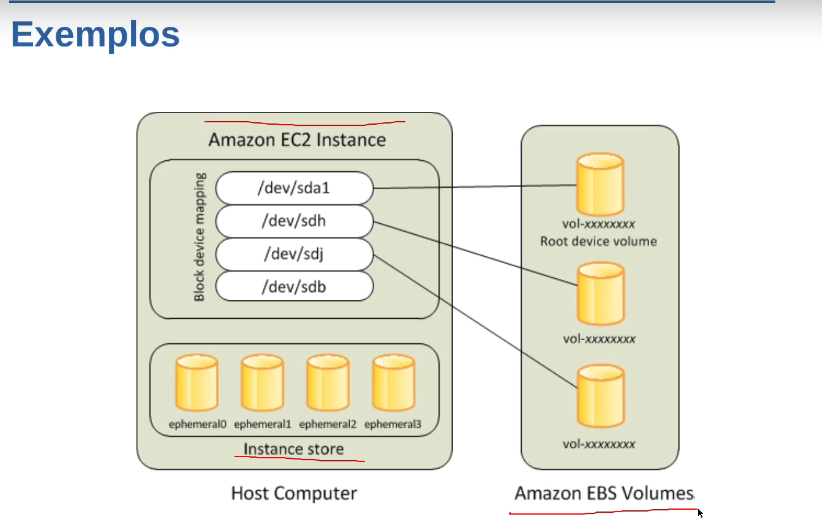 Exemplos
Amazon EC2 Instance
Block device mapping
/dev/sda1
/dev/sdh
/dev/sdj
/dev/sdb
ephemeral0 ephemeral1 ephemeral2 ephemeral3
Instance store
Host Computer
vol-xxxxxxxx
Root device volume
vol-xxxxxxxx
vol-xxxxxxxx
Amazon EBS Volumes